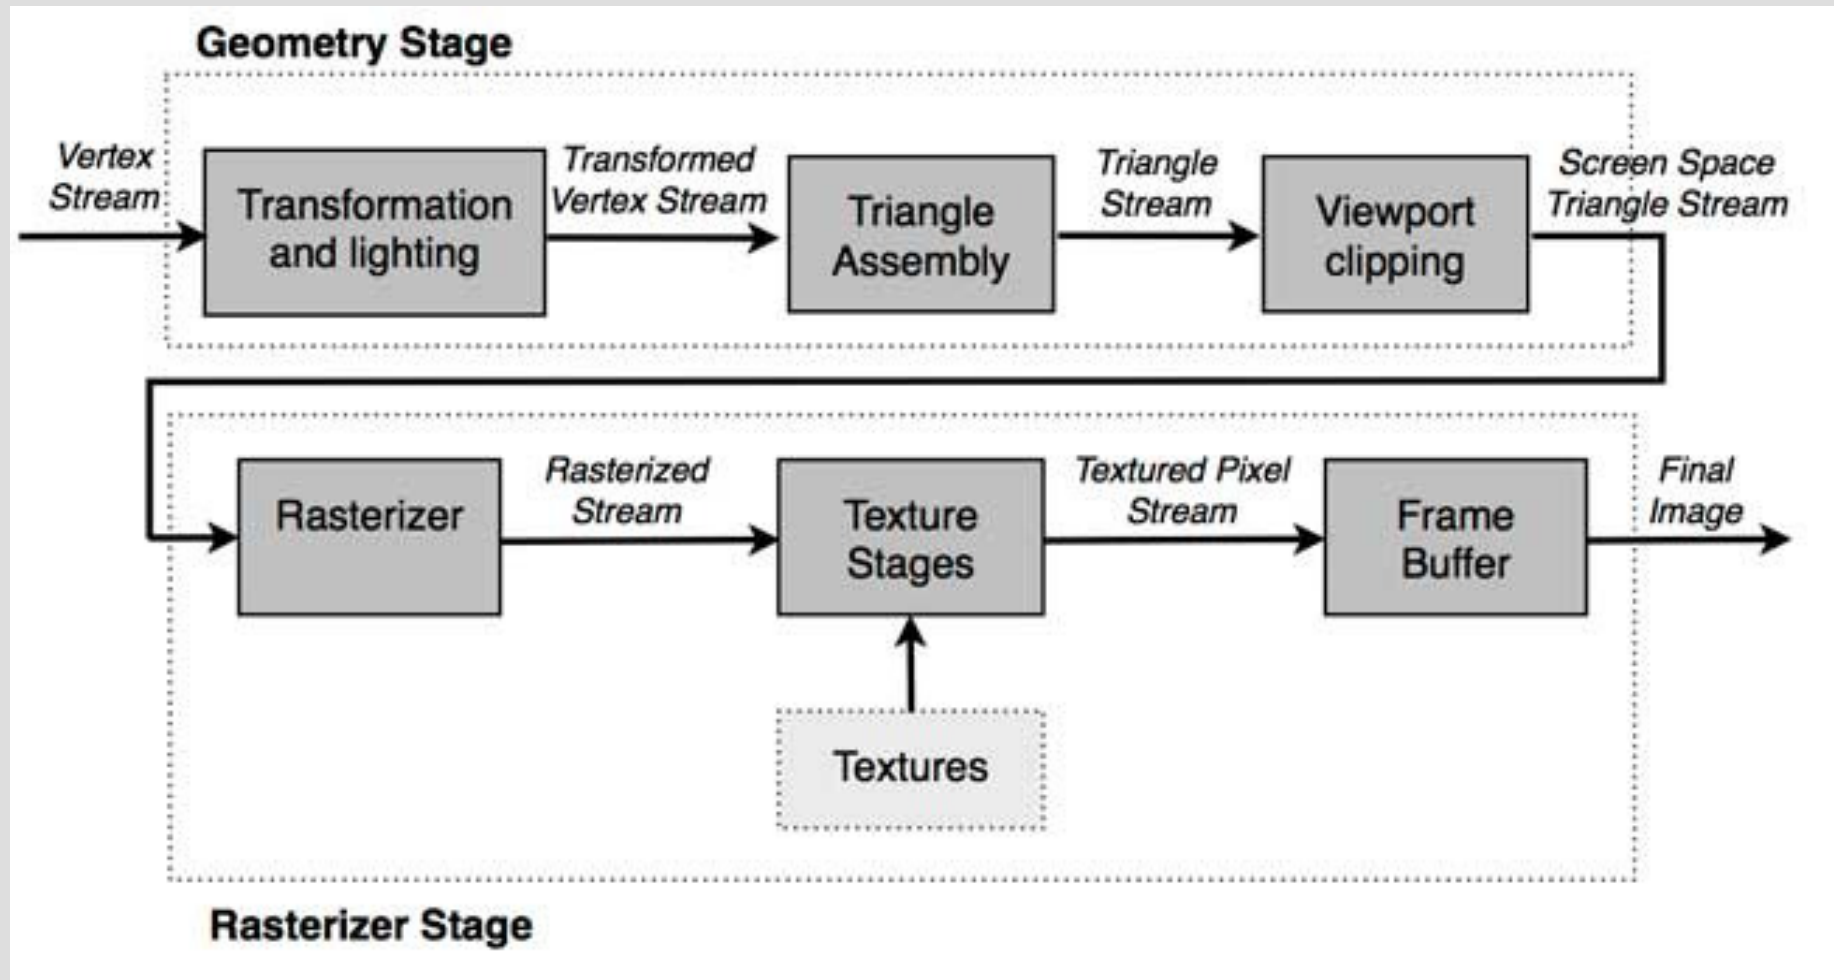 Geometry Stage
Vertex
Stream
Transformation
and lighting
Transformed
Vertex Stream
Triangle
Assembly
Triangle
Stream
Viewport
clipping
Screen Space
Triangle Stream
Rasterizer
Rasterized
Stream
Texture
Stages
Textured Pixel
Stream
Frame
Buffer
Final
Image
Textures
Rasterizer Stage